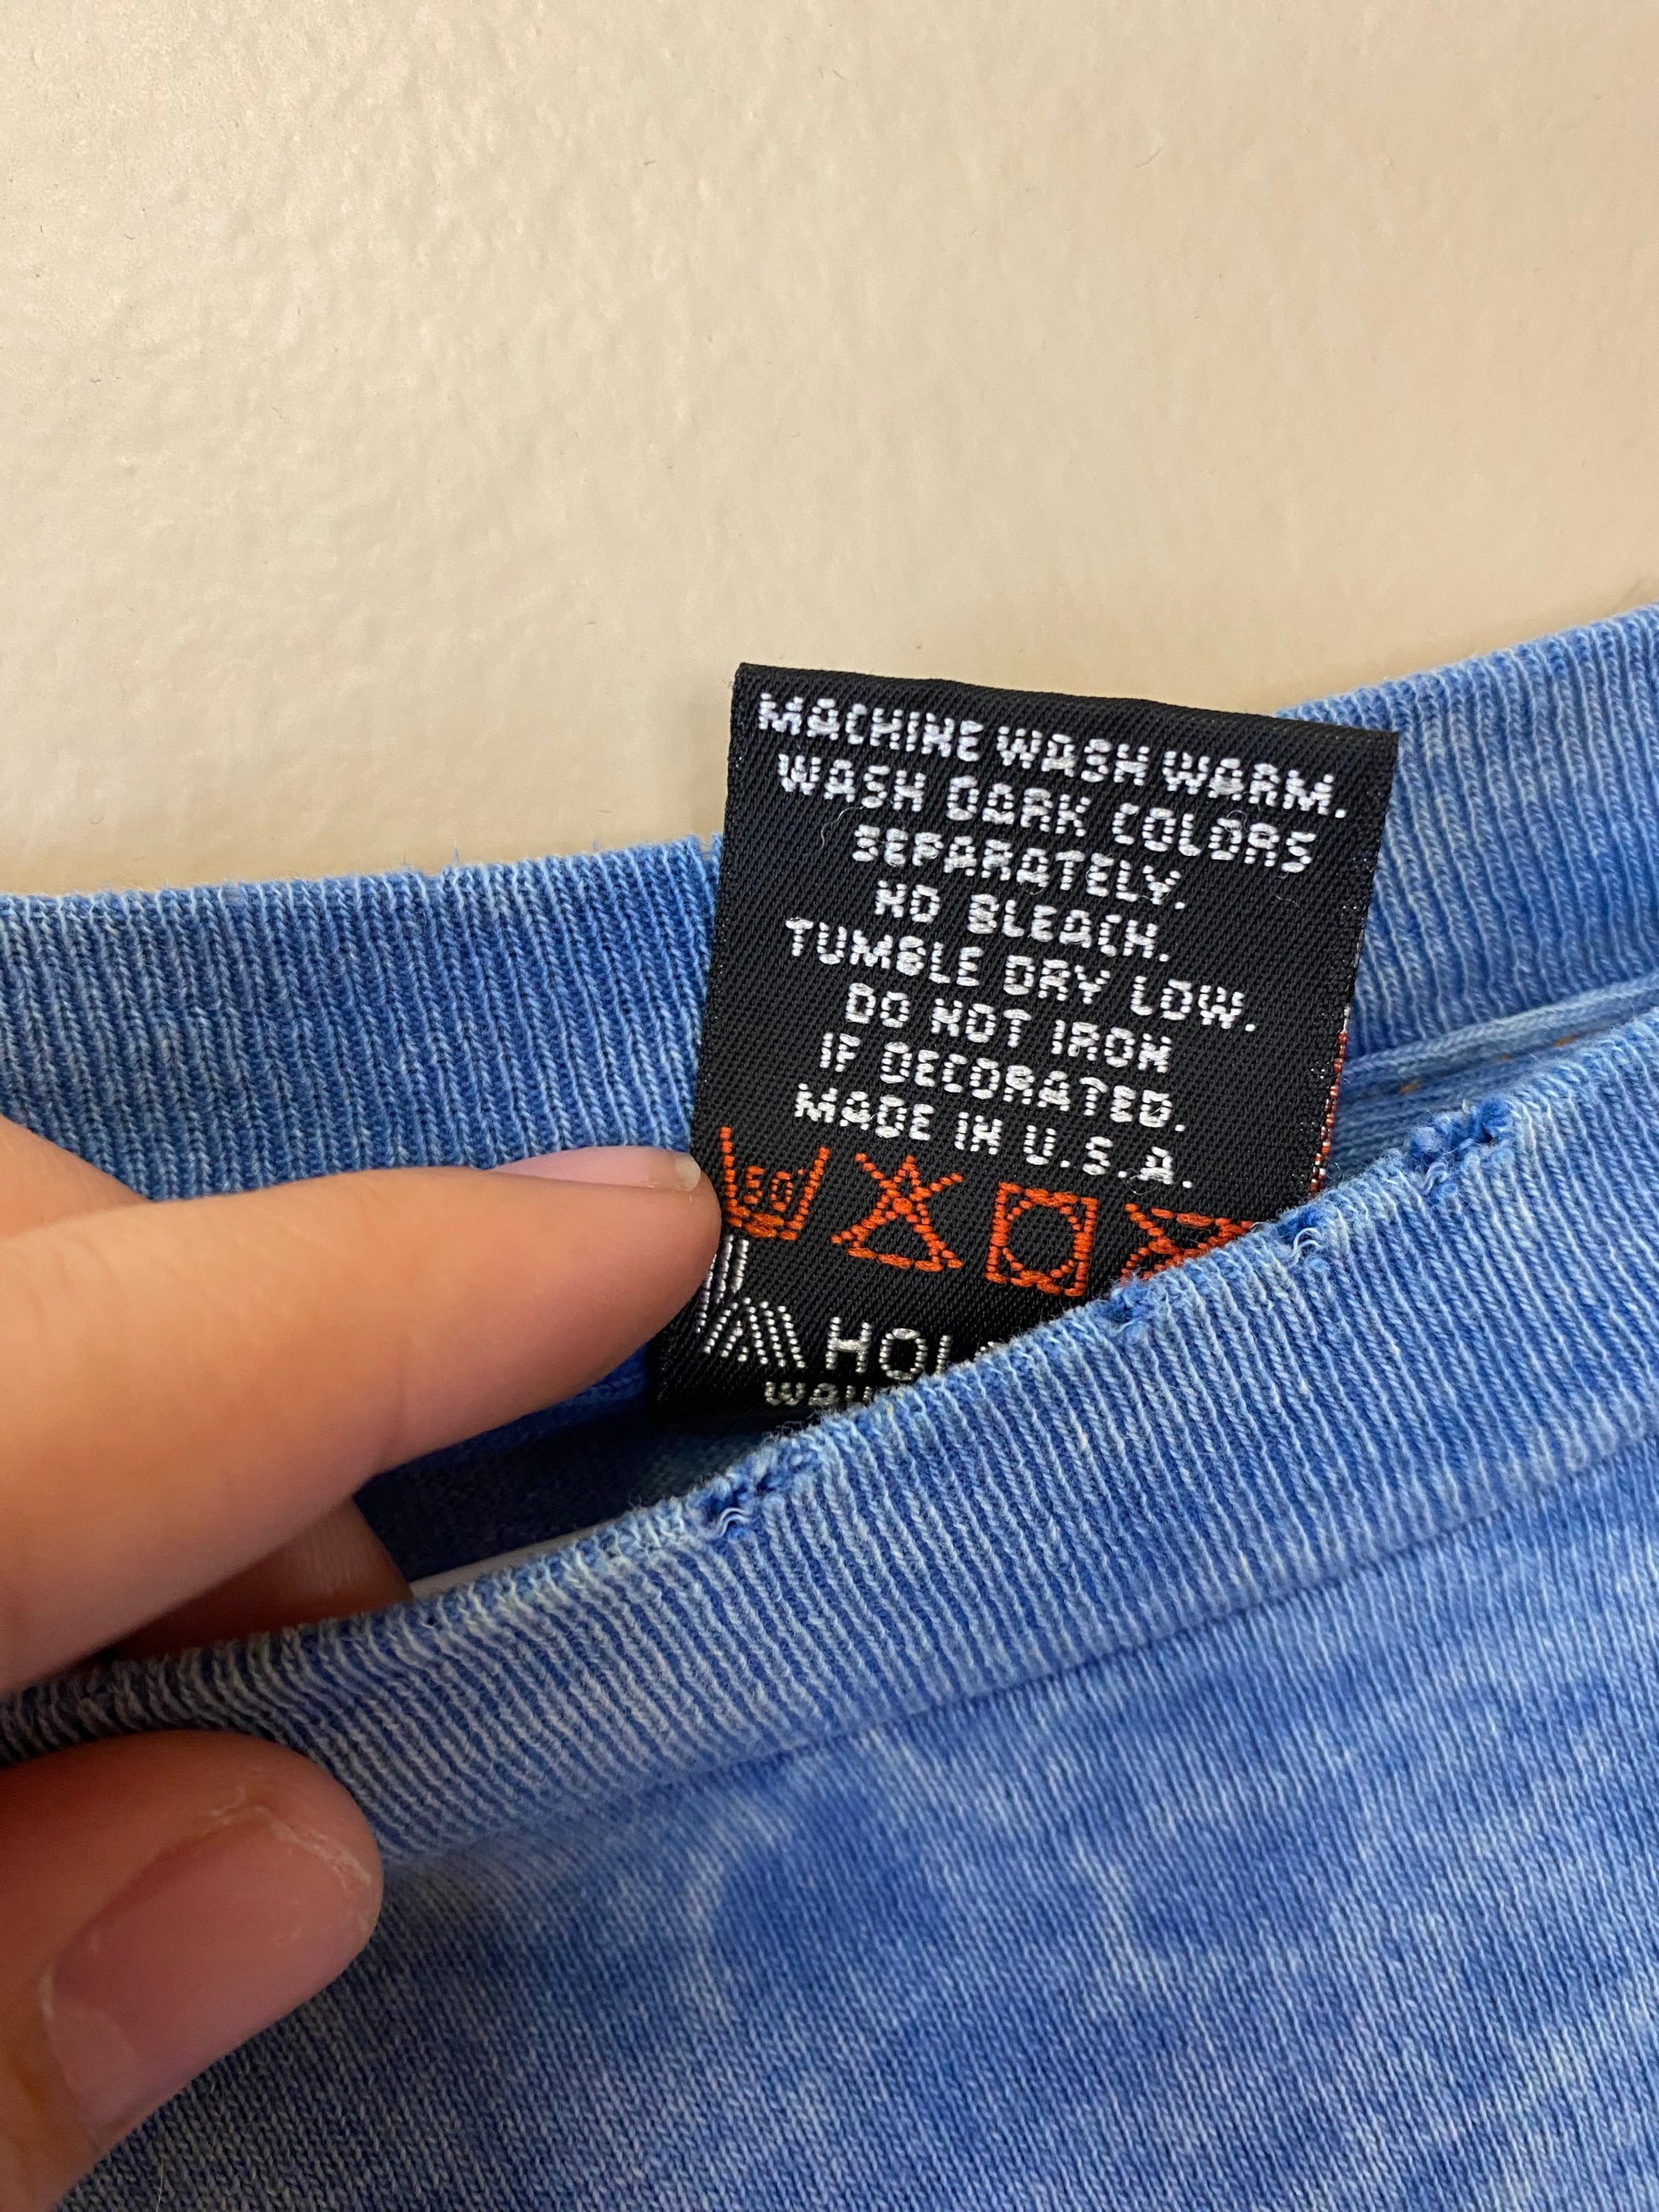 MACHINE WASH WARM.
WASH DARK COLORS
SEPARATELY.
NO BLEACH.
TUMBLE DRY LOW.
DO NOT IRON
IF DECORATED.
MADE IN U.S.A.
50°